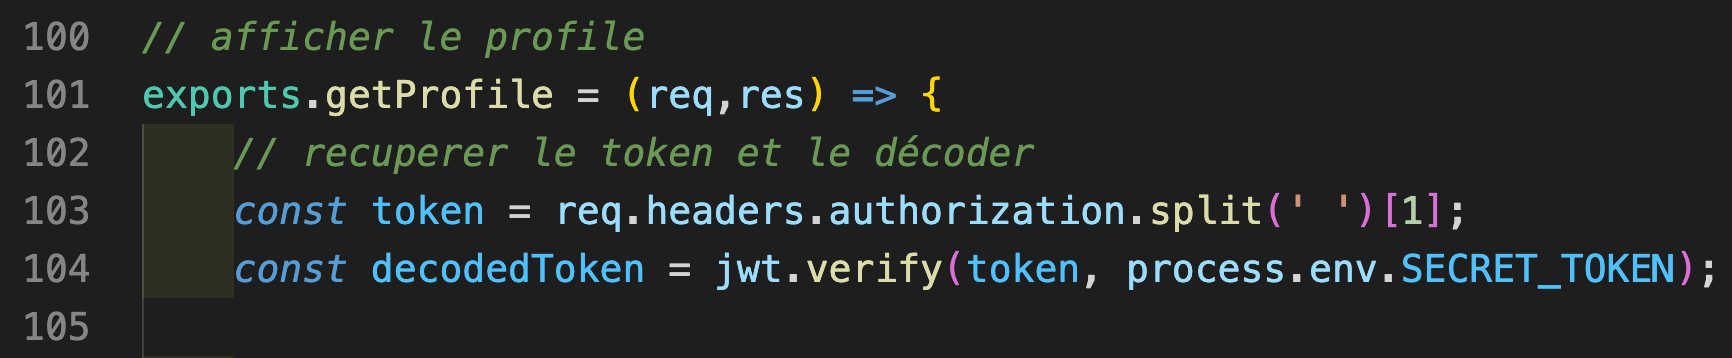 100 // afficher le profile
101 exports.getProfile = (req,res) => {
102     // recuperer le token et le décoder
103     const token = req.headers.authorization.split(' ')[1];
104     const decodedToken = jwt.verify(token, process.env.SECRET_TOKEN);
105